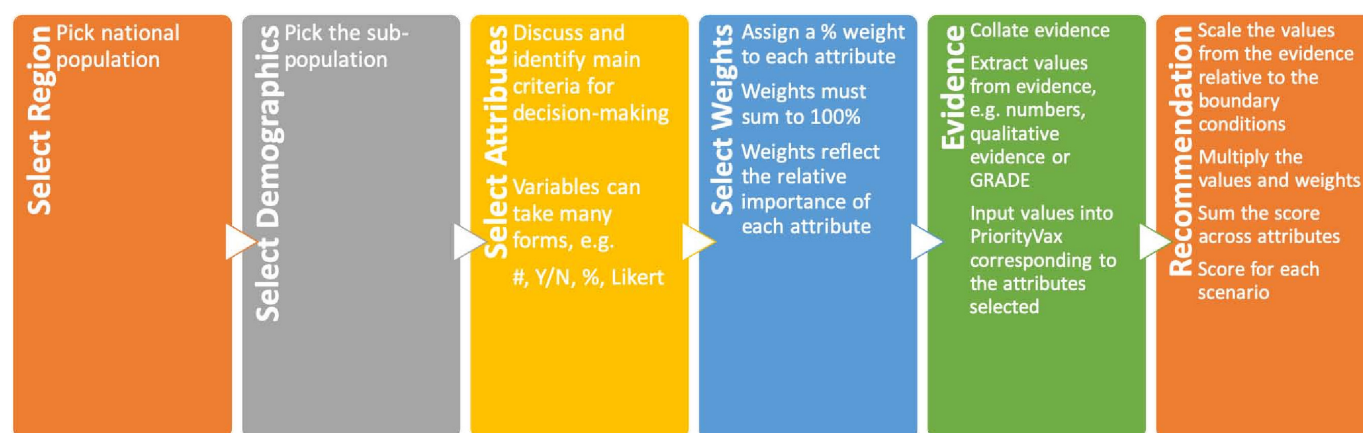 Select Region
Pick national
population
Select Demographics
Pick the sub-
population
Select Attributes
Discuss and
identify main
criteria for
decision-making
Variables can
take many
forms, e.g.
#, Y/N, %, Likert
Select Weights
Assign a % weight
to each attribute
Weights must
sum to 100%
Weights reflect
the relative
importance of
each attribute
Evidence
Collate evidence
Extract values
from evidence,
e.g. numbers,
qualitative
evidence or
GRADE
Input values into
PriorityVax
corresponding to
the attributes
selected
Recommendation
Scale the values
from the evidence
relative to the
boundary
conditions
Multiply the
values and weights
Sum the score
across attributes
Score for each
scenario